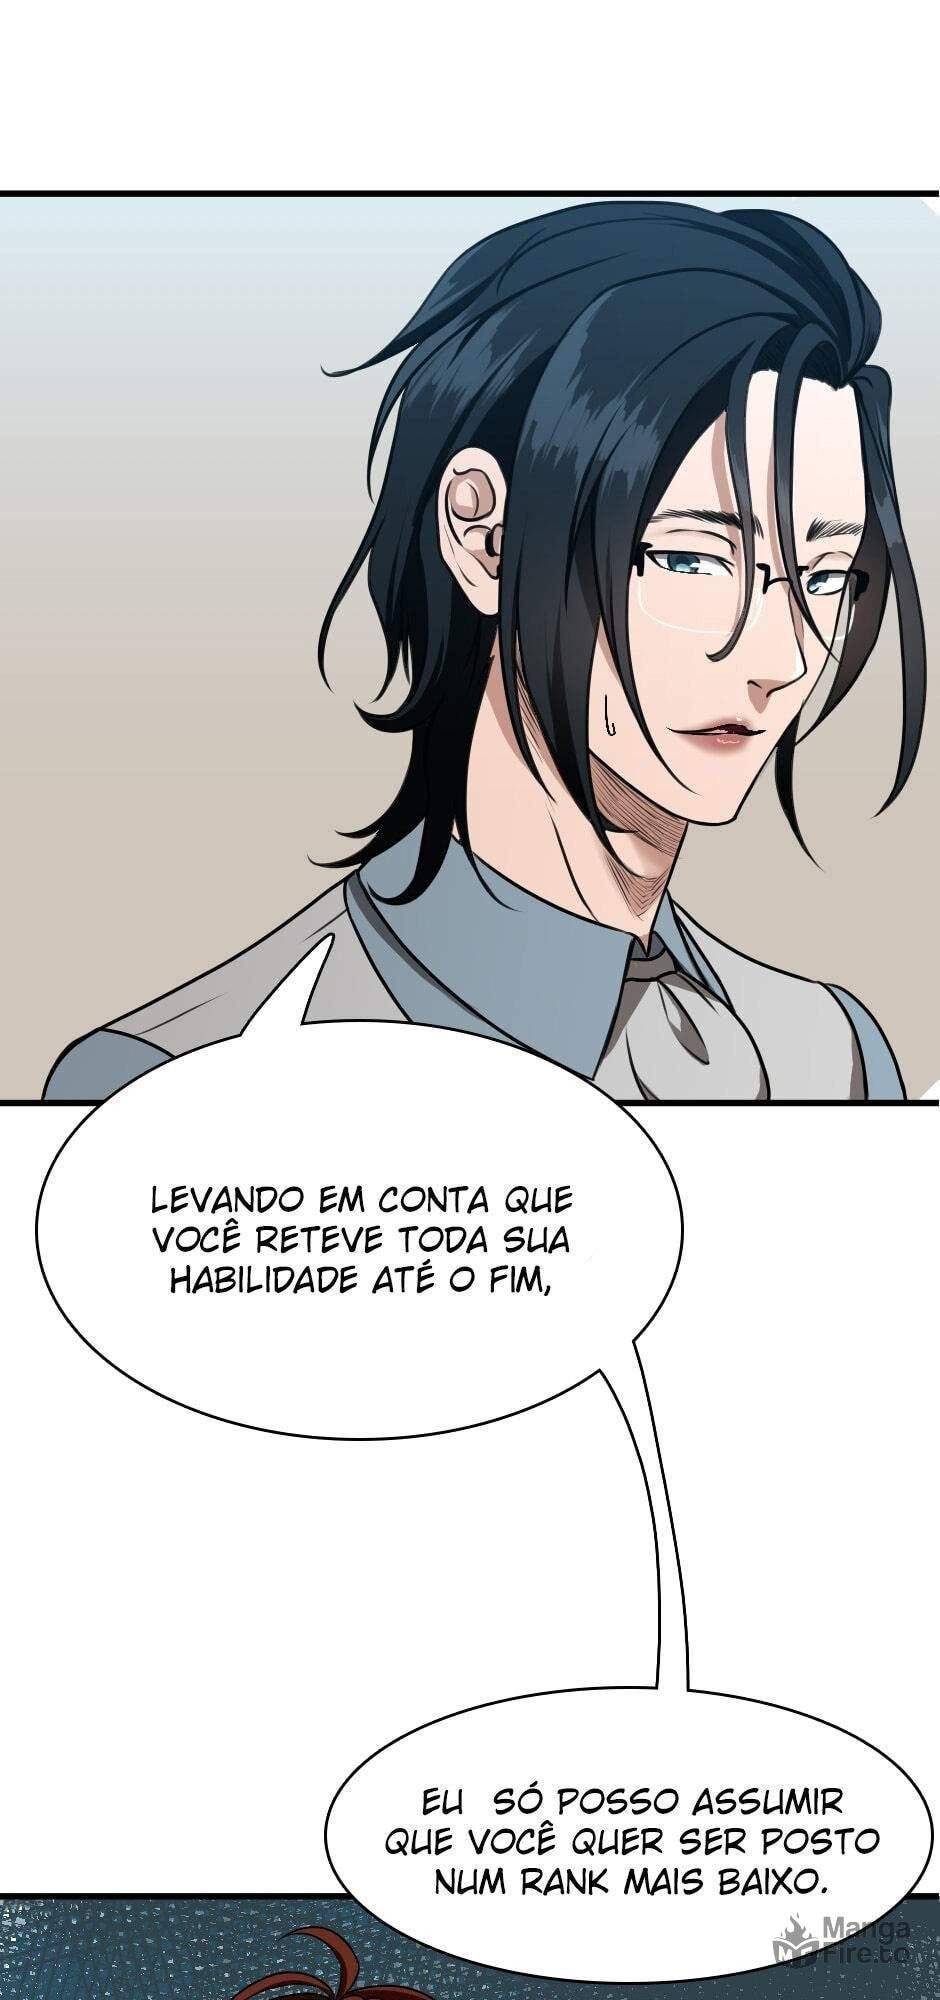 LEVANDO EM CONTA QUE
VOCÊ RETEVE TODA SUA
HABILIDADE ATÉ O FIM,
EU SÓ POSSO ASSUMIR
QUE VOCÊ QUER SER POSTO
NUM RANK MAIS BAIXO.
Manga
Fire.to